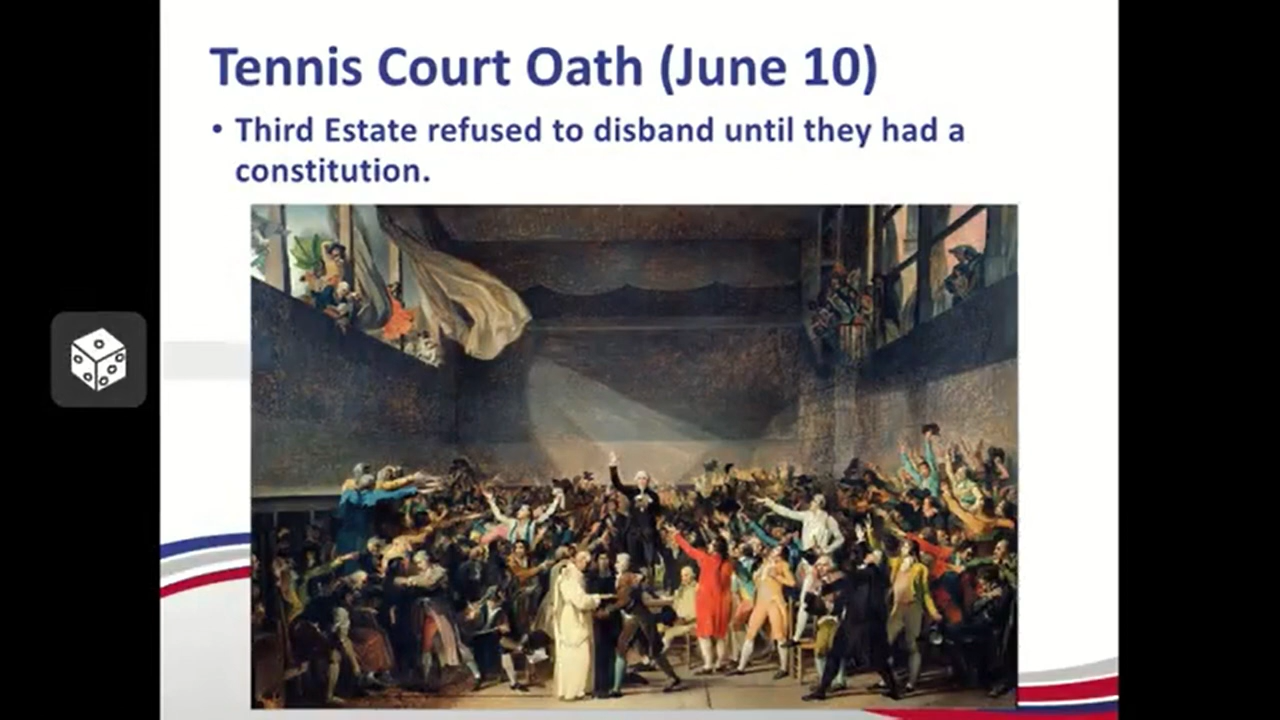 Tennis Court Oath (June 10)
• Third Estate refused to disband until they had a
constitution.